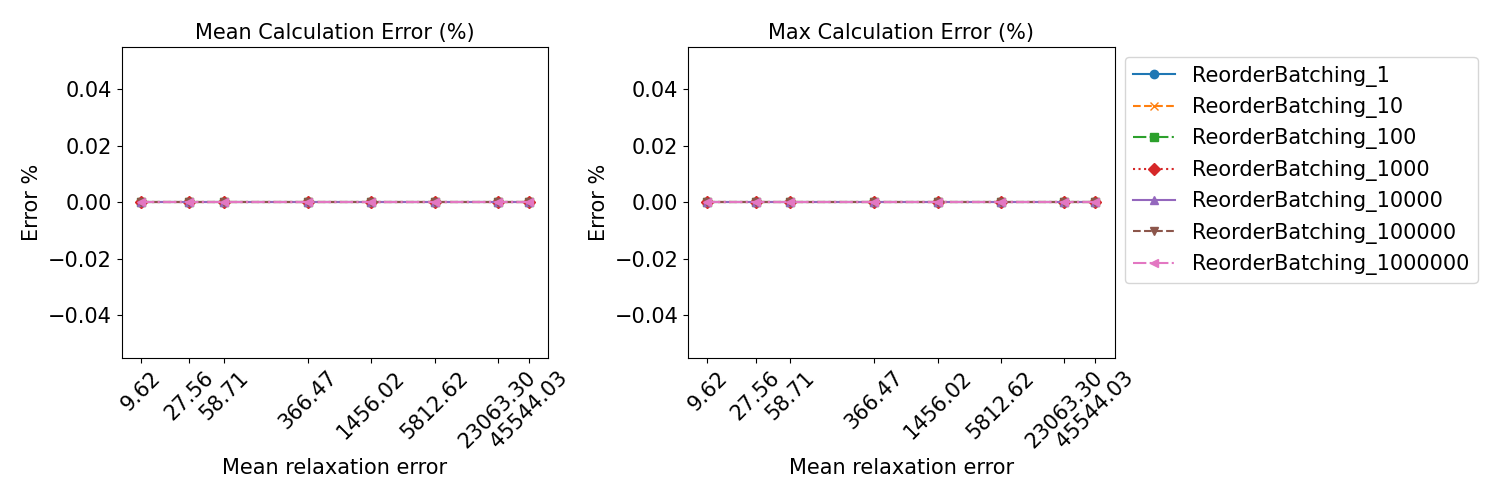 Mean Calculation Error (%)
Error %
0.04
0.02
0.00
−0.02
−0.04
9.62
27.56
58.71
366.47
1456.02
5812.62
23063.30
45544.03
Mean relaxation error
Max Calculation Error (%)
Error %
0.04
0.02
0.00
−0.02
−0.04
9.62
27.56
58.71
366.47
1456.02
5812.62
23063.30
45544.03
Mean relaxation error
ReorderBatching_1
ReorderBatching_10
ReorderBatching_100
ReorderBatching_1000
ReorderBatching_10000
ReorderBatching_100000
ReorderBatching_1000000